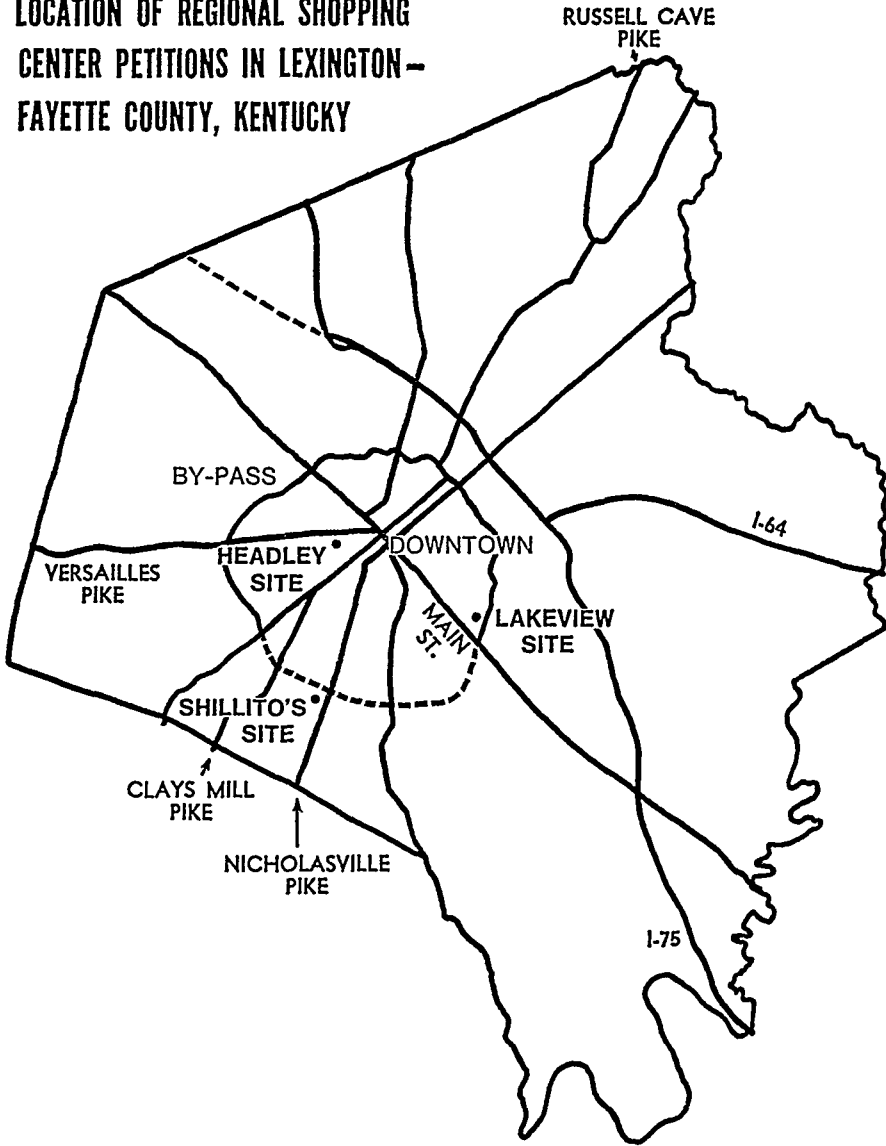 LOCATION OF REGIONAL SHOPPING
CENTER PETITIONS IN LEXINGTON–
FAYETTE COUNTY, KENTUCKY
RUSSELL CAVE
PIKE
BY-PASS
I-64
HEADLEY
SITE
DOWNTOWN
VERSAILLES
PIKE
MAIN
ST.
LAKEVIEW
SITE
SHILLITO'S
SITE
CLAYS MILL
PIKE
NICHOLASVILLE
PIKE
I-75